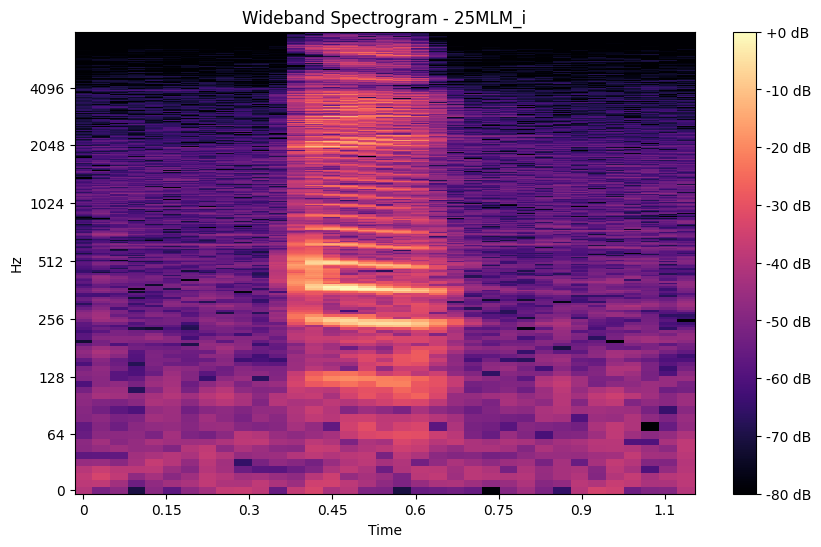 Wideband Spectrogram - 25MLM_i
Hz
4096
2048
1024
512
256
128
64
0
0 0.15 0.3 0.45 0.6 0.75 0.9 1.1
Time
+0 dB
-10 dB
-20 dB
-30 dB
-40 dB
-50 dB
-60 dB
-70 dB
-80 dB